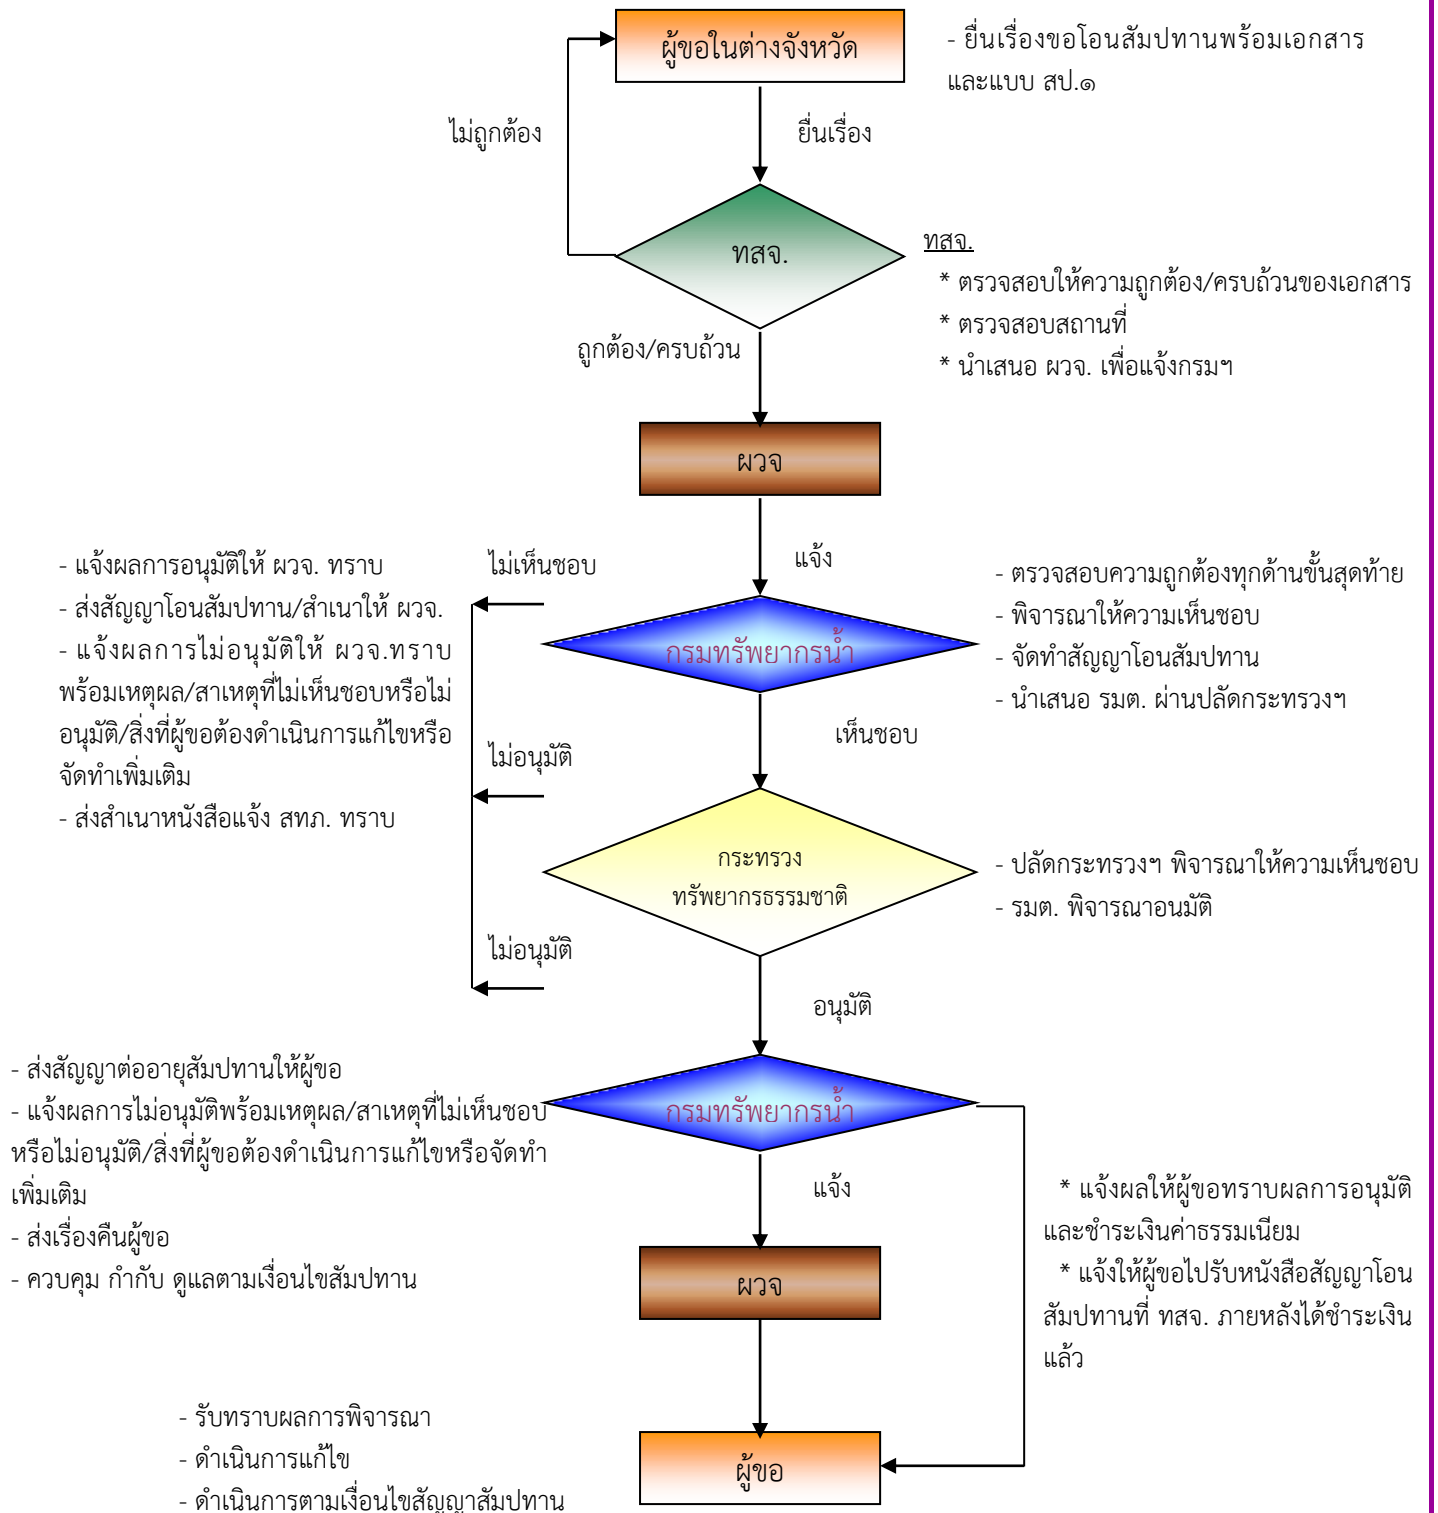 ผู้ขอในต่างจังหวัด
- ยื่นเรื่องขอโอนสัมปทานพร้อมเอกสาร
และแบบ สป.๑
ไม่ถูกต้อง
ยื่นเรื่อง
ทสจ.
ทสจ.
* ตรวจสอบให้ความถูกต้อง/ครบถ้วนของเอกสาร
* ตรวจสอบสถานที่
* นำเสนอ ผวจ. เพื่อแจ้งกรมฯ
ถูกต้อง/ครบถ้วน
ผวจ
- แจ้งผลการอนุมัติให้ ผวจ. ทราบ
- ส่งสัญญาโอนสัมปทาน/สำเนาให้ ผวจ.
- แจ้งผลการไม่อนุมัติให้ ผวจ.ทราบ
พร้อมเหตุผล/สาเหตุที่ไม่เห็นชอบหรือไม่
อนุมัติ/สิ่งที่ผู้ขอต้องดำเนินการแก้ไขหรือ
จัดทำเพิ่มเติม
- ส่งสำเนาหนังสือแจ้ง สทภ. ทราบ
ไม่เห็นชอบ
แจ้ง
กรมทรัพยากรน้ำ
- ตรวจสอบความถูกต้องทุกด้านขั้นสุดท้าย
- พิจารณาให้ความเห็นชอบ
- จัดทำสัญญาโอนสัมปทาน
- นำเสนอ รมต. ผ่านปลัดกระทรวงฯ
เห็นชอบ
ไม่อนุมัติ
กระทรวง
ทรัพยากรธรรมชาติ
- ปลัดกระทรวงฯ พิจารณาให้ความเห็นชอบ
- รมต. พิจารณาอนมัติ
ไม่อนุมัติ
อนุมัติ
- ส่งสัญญาต่ออายุสัมปทานให้ผู้ขอ
- แจ้งผลการไม่อนุมัติพร้อมเหตุผล/สาเหตุที่ไม่เห็นชอบ
หรือไม่อนุมัติ/สิ่งที่ผู้ขอต้องดำเนินการแก้ไขหรือจัดทำ
เพิ่มเติม
- ส่งเรื่องคืนผู้ขอ
- ควบคุม กำกับ ดูแลตามเงื่อนไขสัมปทาน
กรมทรัพยากรน้ำ
แจ้ง
* แจ้งผลให้ผู้ขอทราบผลการอนุมัติ
และชำระเงินค่าธรรมเนียม
* แจ้งให้ผู้ขอไปรับหนังสือสัญญาโอน
สัมปทานที่ ทสจ. ภายหลังได้ชำระเงิน
แล้ว
ผวจ
- รับทราบผลการพิจารณา
- ดำเนินการแก้ไข
- ดำเนินการตามเงื่อนไขสัญญาสัมปทาน
ผู้ขอ